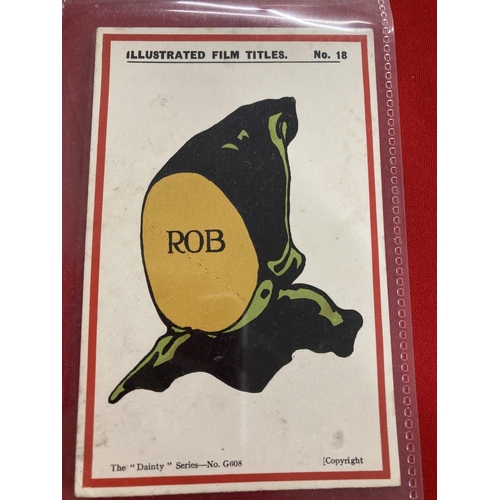 ILLUSTRATED FILM TITLES. No. 18
ROB
The "Dainty" Series—No. G608 [Copyright